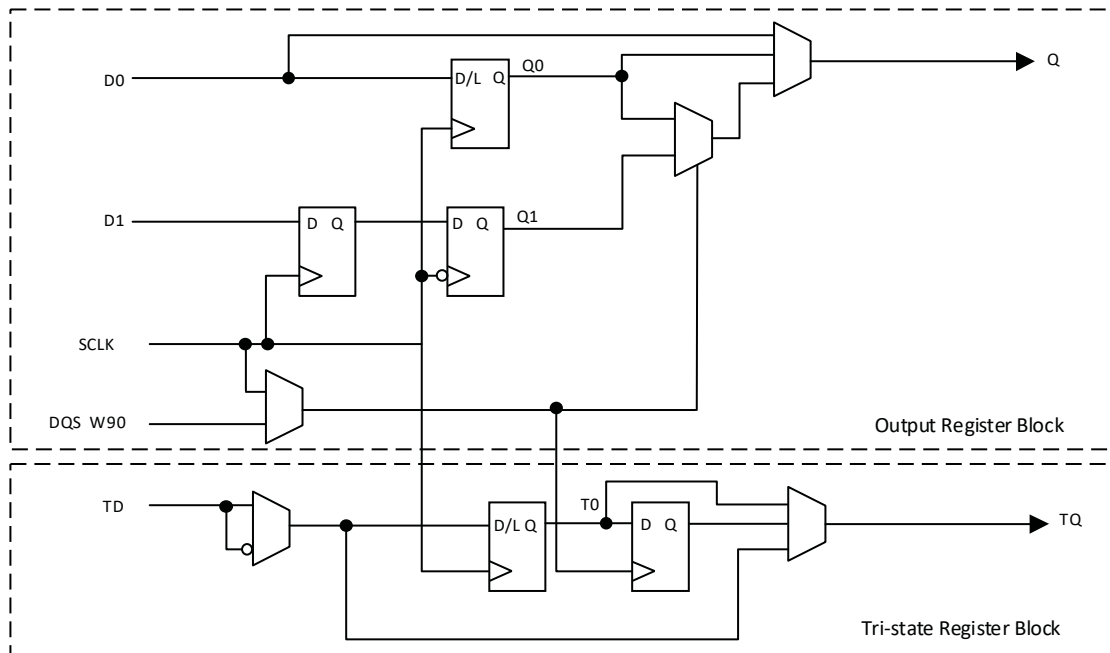 D0
D/L Q
Q0
Q
D1
D Q
D Q
Q1
SCLK
DQS W90
Output Register Block
TD
D/L Q
T0
D Q
TQ
Tri-state Register Block